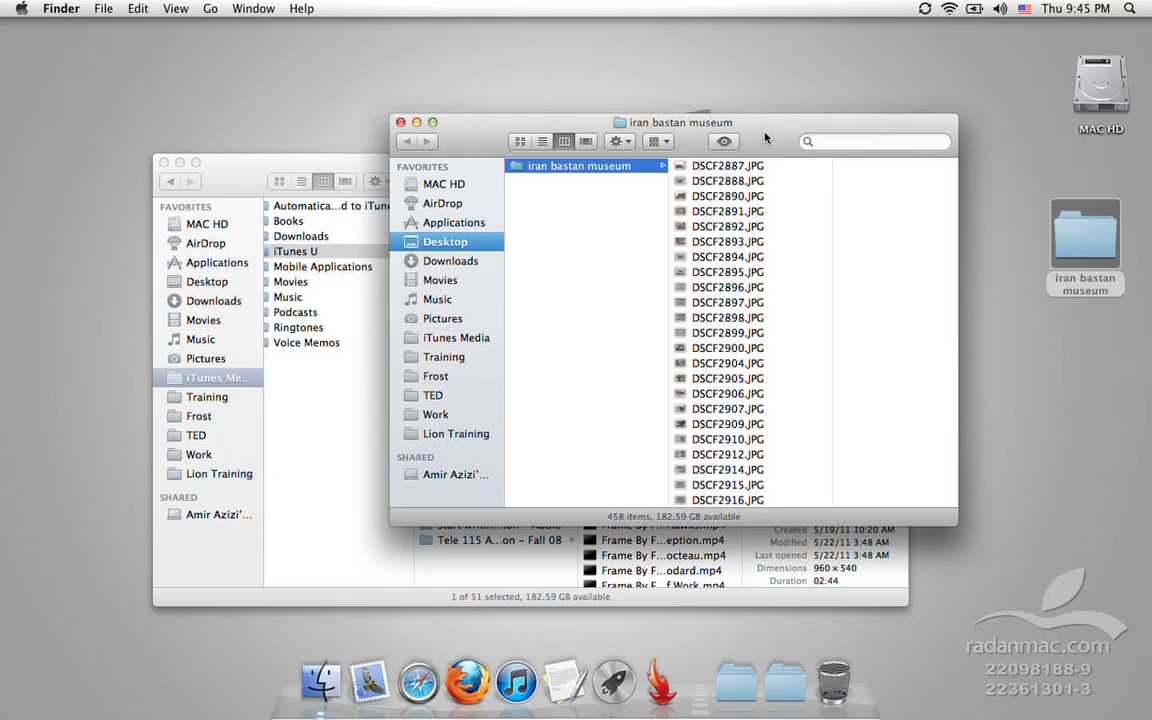 Finder File Edit View Go Window Help
Thu 9:45 PM
MAC HD
iran bastan
museum
iran bastan museum
FAVORITES
MAC HD
AirDrop
Applications
Desktop
Downloads
Movies
Music
Pictures
iTunes Media
Training
Frost
TED
Work
Lion Training
SHARED
Amir Azizi'...
iran bastan museum
DSCF2887.JPG
DSCF2888.JPG
DSCF2890.JPG
DSCF2891.JPG
DSCF2892.JPG
DSCF2893.JPG
DSCF2894.JPG
DSCF2895.JPG
DSCF2896.JPG
DSCF2897.JPG
DSCF2898.JPG
DSCF2899.JPG
DSCF2900.JPG
DSCF2904.JPG
DSCF2905.JPG
DSCF2906.JPG
DSCF2907.JPG
DSCF2909.JPG
DSCF2910.JPG
DSCF2912.JPG
DSCF2914.JPG
DSCF2915.JPG
DSCF2916.JPG
458 items, 182.59 GB available
FAVORITES
MAC HD
AirDrop
Applications
Desktop
Downloads
Movies
Music
Pictures
iTunes Me...
Training
Frost
TED
Work
Lion Training
SHARED
Amir Azizi'...
Automatica...d to iTune
Books
Downloads
iTunes U
Mobile Applications
Movies
Music
Podcasts
Ringtones
Voice Memos
Tele 115 A...on - Fall 08
Frame By F...eption.mp4
Frame By F...octeau.mp4
Frame By F...odard.mp4
Frame By F...f Work.mp4
Created 5/19/11 10:20 AM
Modified 5/22/11 3:48 AM
Last opened 5/22/11 3:48 AM
Dimensions 960 × 540
Duration 02:44
1 of 51 selected, 182.59 GB available
radanmac.com
22098188-9
22361301-3